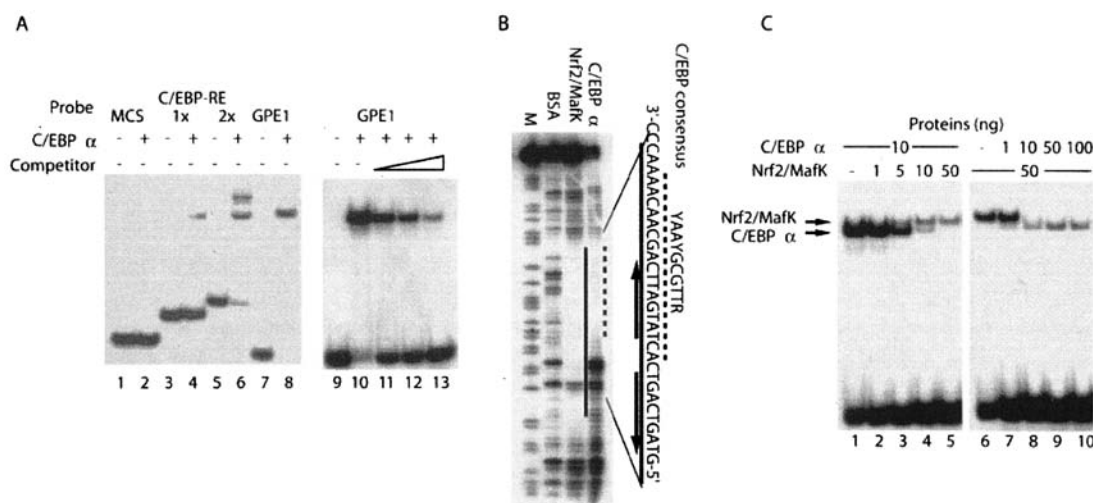 A
Probe
C/EBP-RE
MCS 1x 2x GPE1
C/EBP α - + - + - + - +
GPE1
- + + + +
Competitor - - - - - - - - - -
1 2 3 4 5 6 7 8
9 10 11 12 13
B
M
BSA
Nrf2/MafK
C/EBP α
C/EBP consensus
YAAYGCGTTR
3'-CCCAAAAACAACGACTTAGTATCACTGACTGATG-5'
C
Proteins (ng)
C/EBP α 10 - 1 10 50 100
Nrf2/MafK - 1 5 10 50 50
Nrf2/MafK
C/EBP α
1 2 3 4 5
6 7 8 9 10